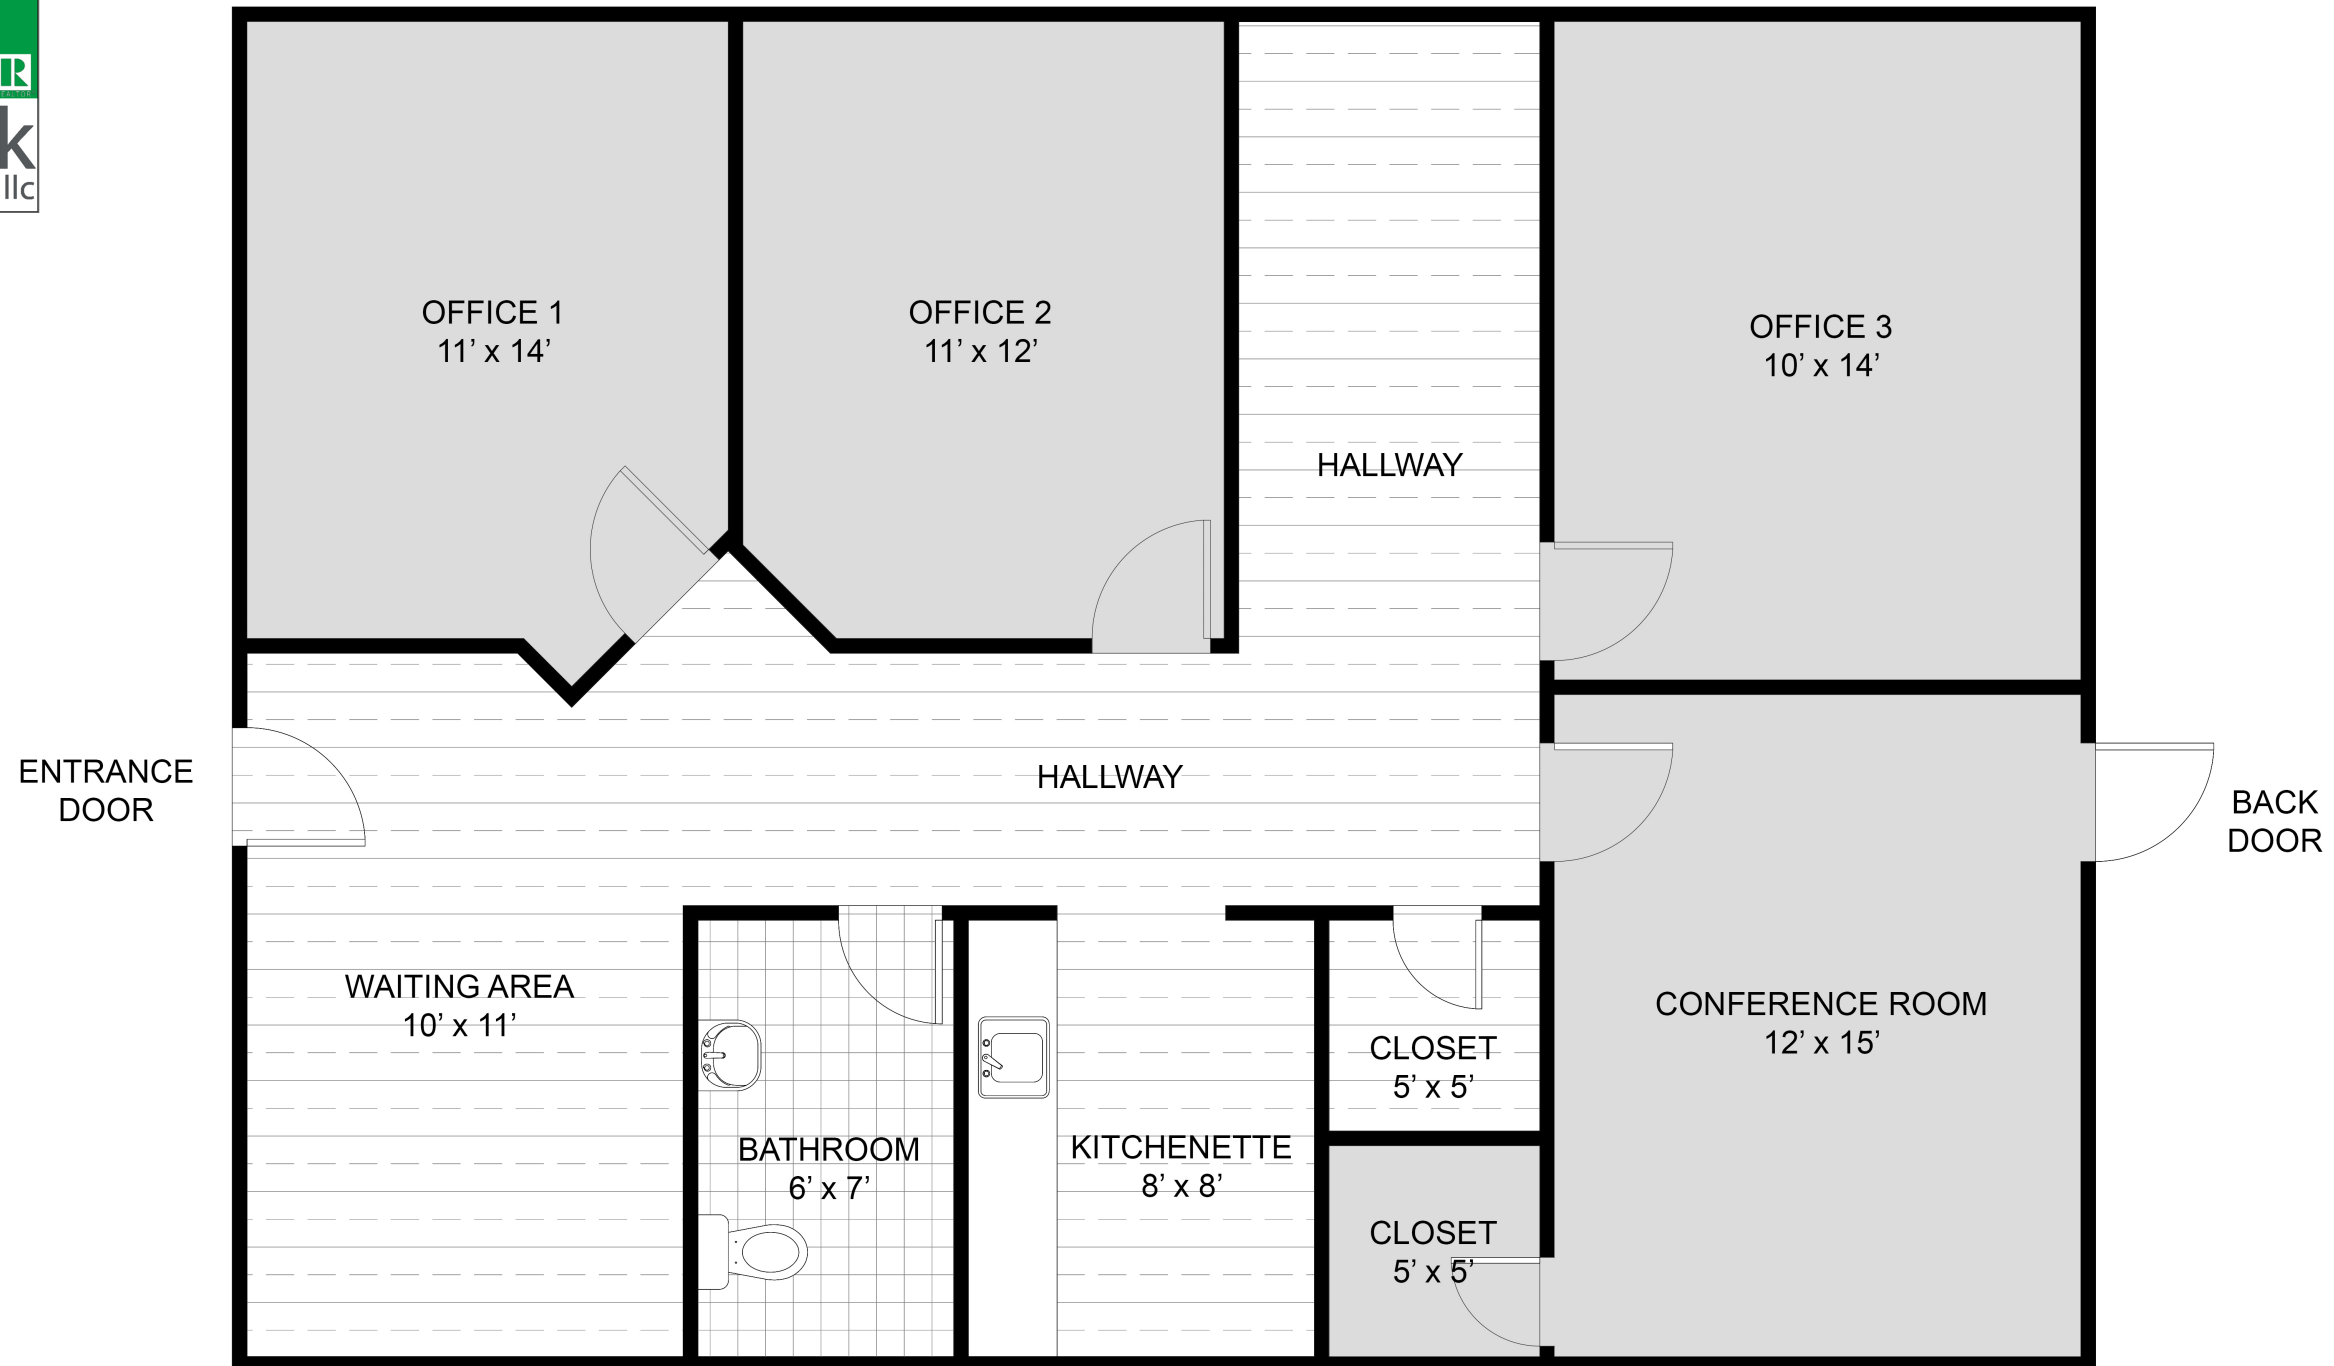 R
REALTOR
k
llc
OFFICE 1
11’ x 14’
OFFICE 2
11’ x 12’
OFFICE 3
10’ x 14’
HALLWAY
ENTRANCE
DOOR
HALLWAY
BACK
DOOR
WAITING AREA
10’ x 11’
BATHROOM
6’ x 7’
KITCHENETTE
8’ x 8’
CLOSET
5’ x 5’
CLOSET
5’ x 5’
CONFERENCE ROOM
12’ x 15’